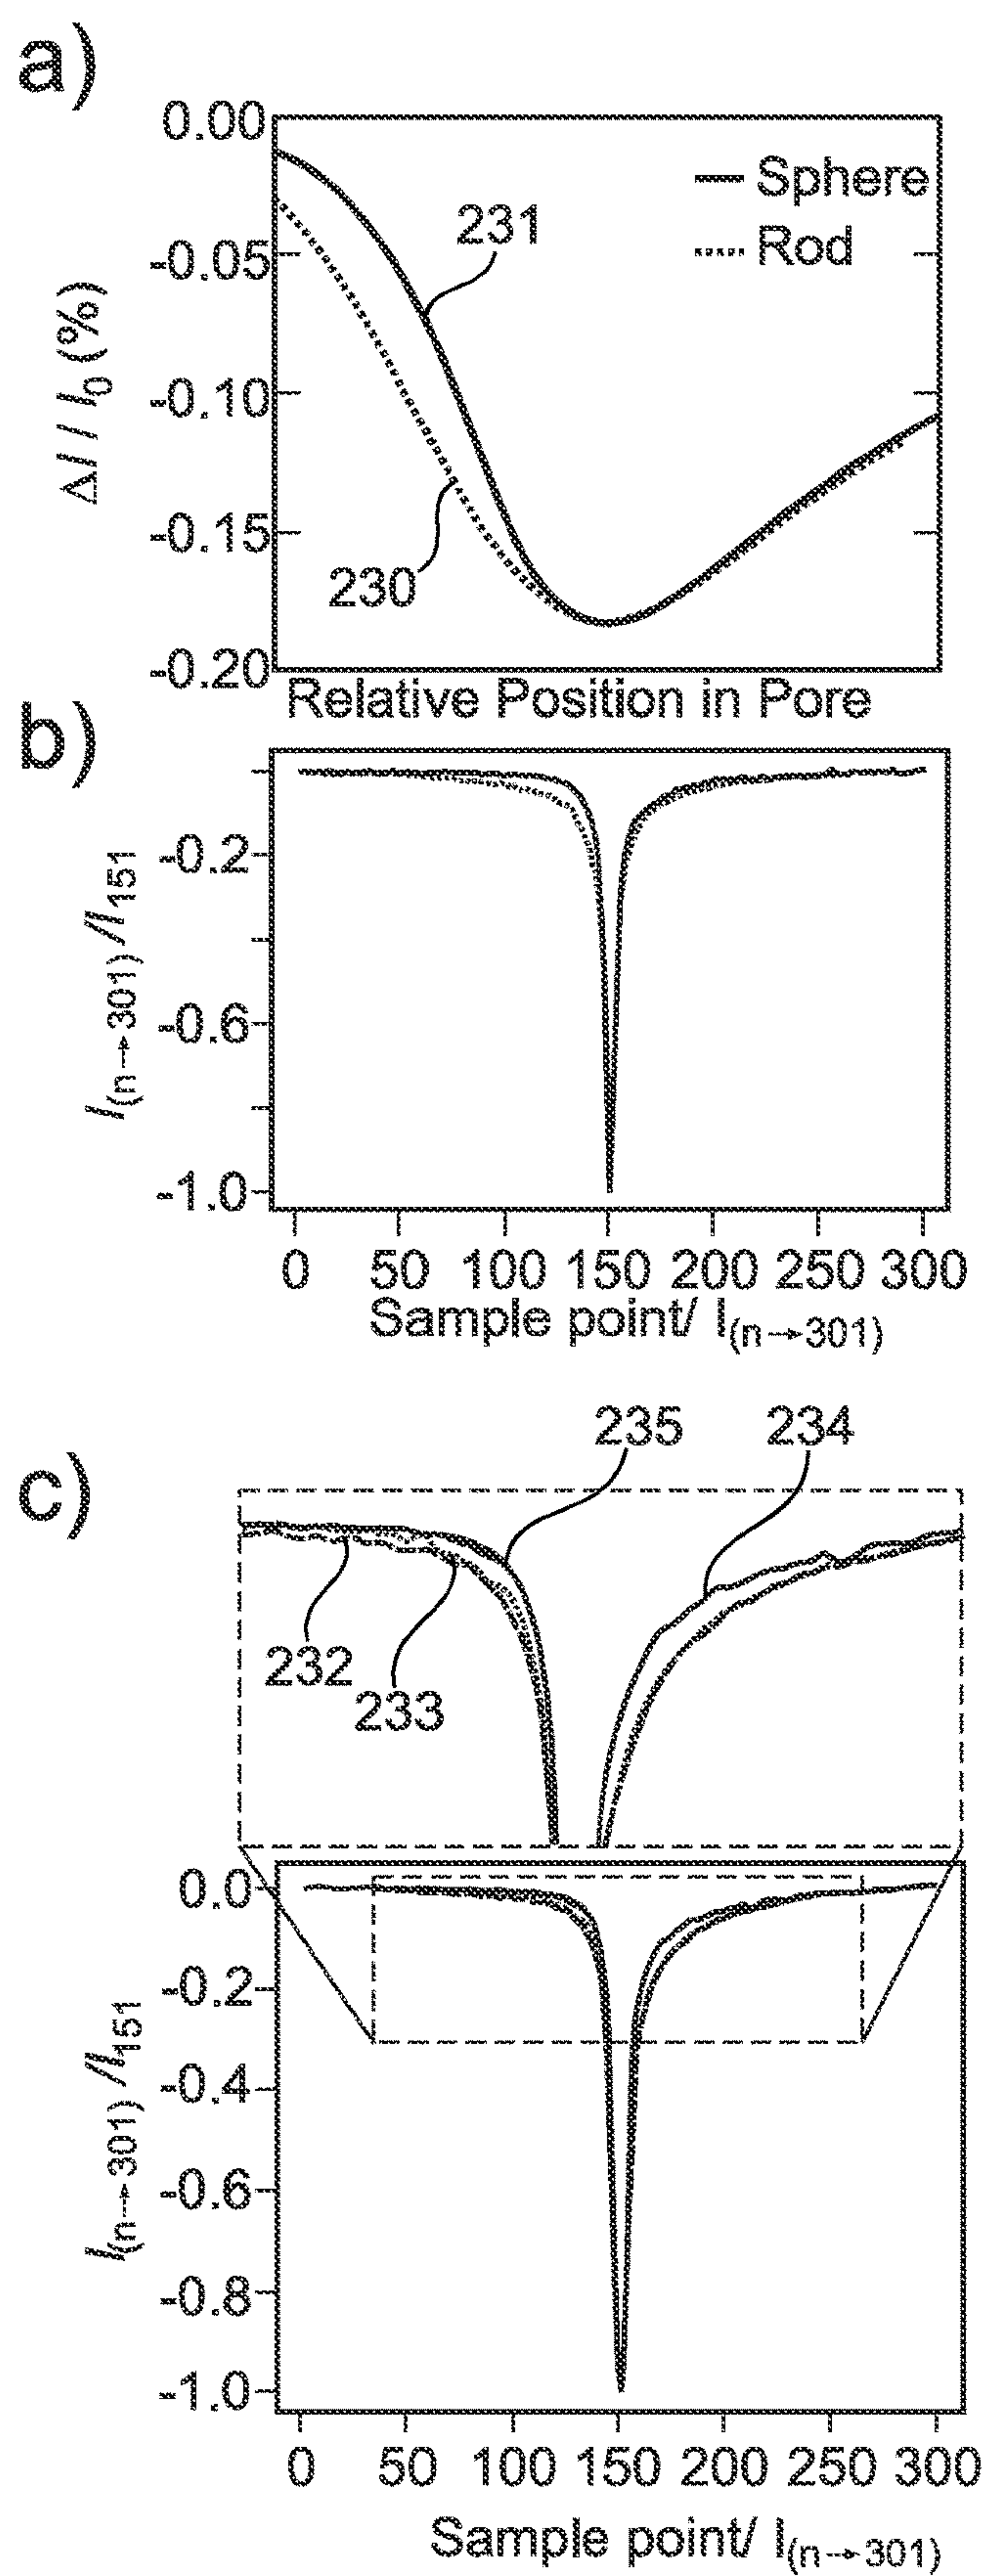 a)
0.00
-0.05
-0.10
-0.15
-0.20
ΔI / I0 (%)
Sphere
Rod
231
230
Relative Position in Pore
b)
-0.2
-0.6
-1.0
I(n→301) /I151
0 50 100 150 200 250 300
Sample point/ I(n→301)
c)
235 234
232
233
0.0
-0.2
-0.4
-0.6
-0.8
-1.0
I(n→301) /I151
0 50 100 150 200 250 300
Sample point/ I(n→301)